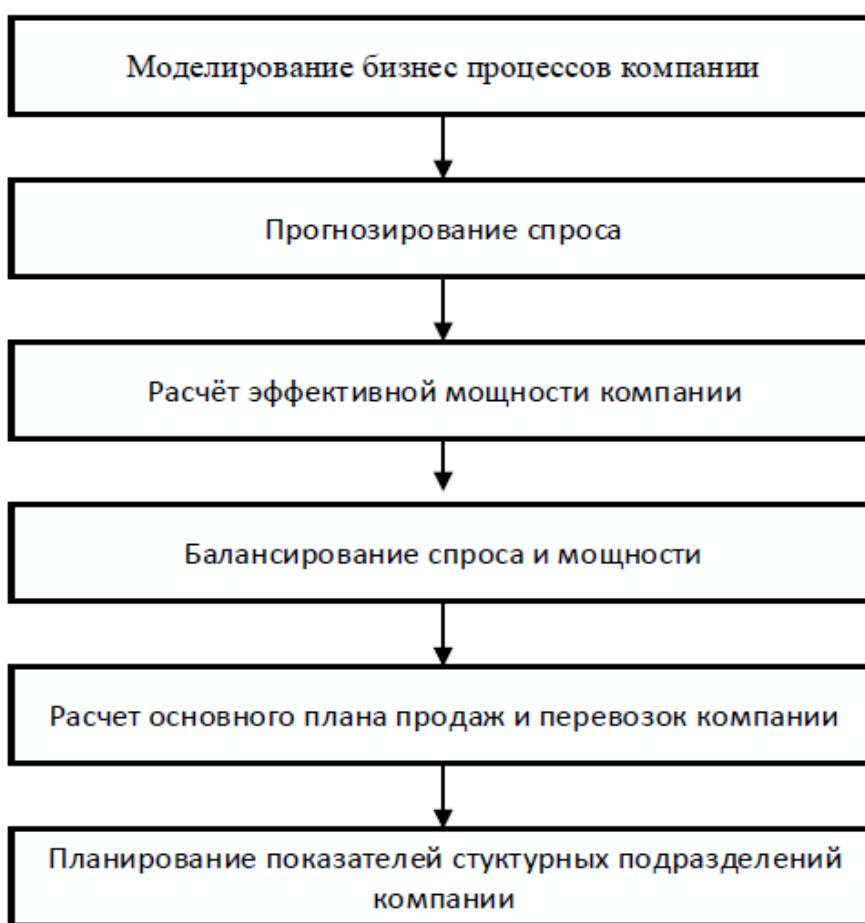 Моделирование бизнес процессов компании
Прогнозирование спроса
Расчёт эффективной мощности компании
Балансирование спроса и мощности
Расчет основного плана продаж и перевозок компании
Планирование показателей стуктурных подразделений
компании